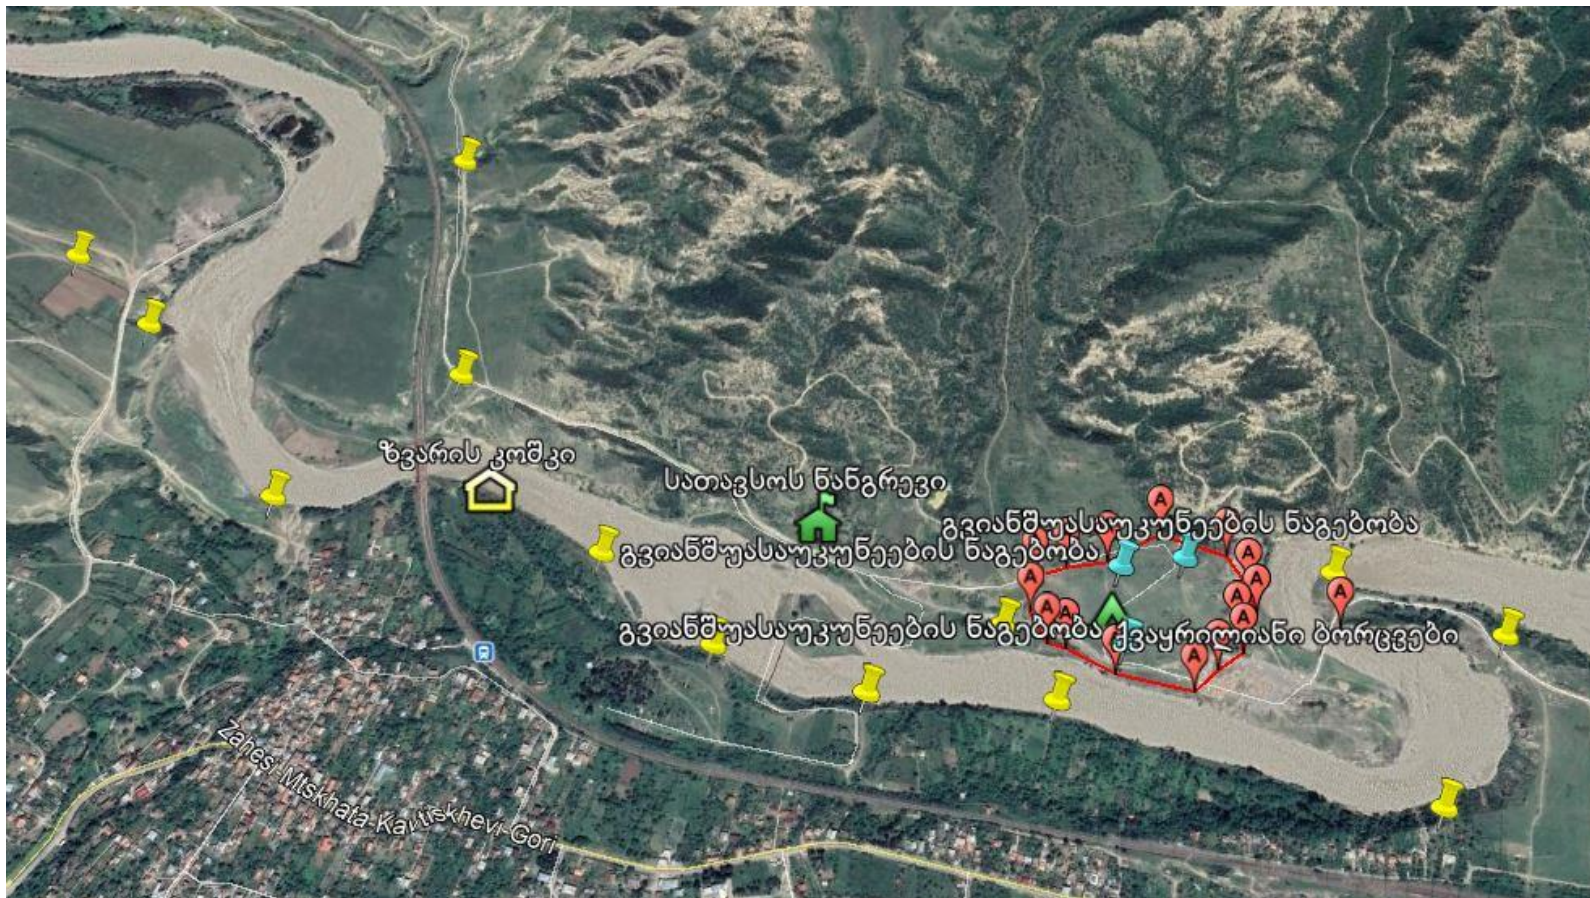 ზვარის კოშკი
სათავსოს ნანგრევი
გვიანშუასაუკუნეების ნაგებობა
გვიანშუასაუკუნეების ნაგებობა
გვიანშუასაუკუნეების ნაგებობა
ქვაყრილიანი ბორცვები
Zahesi-Mtskhata-Kavtiskhevi-Gori
A
A
A
A
A
A
A
A
A
A